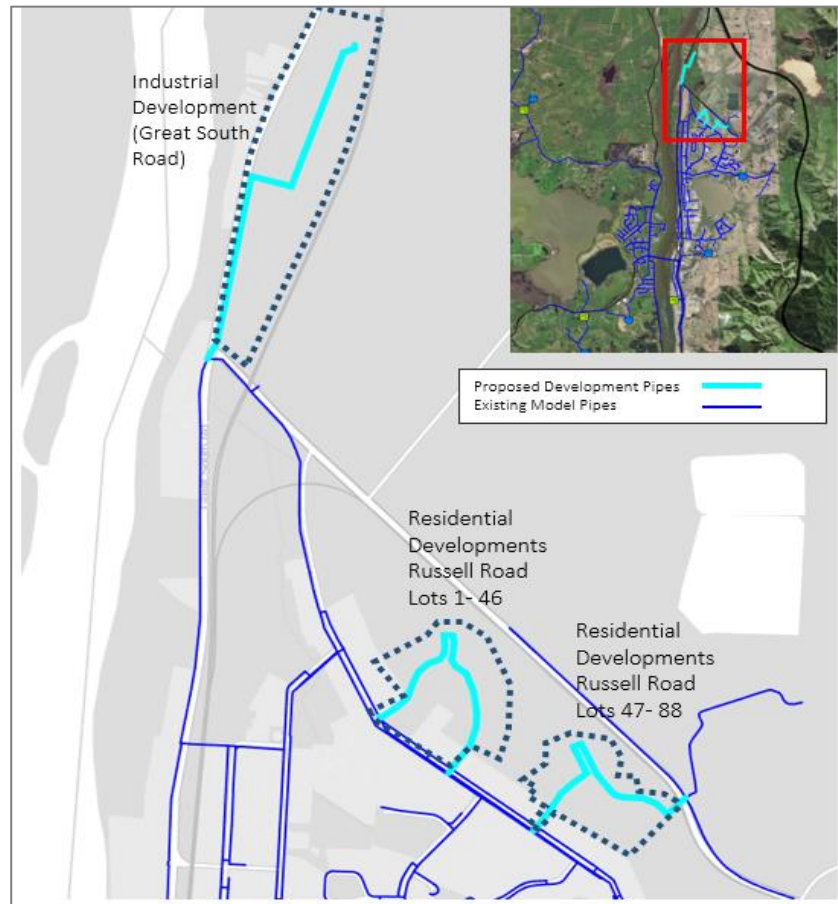 Industrial
Development
(Great South
Road)
Proposed Development Pipes
Existing Model Pipes
Residential
Developments
Russell Road
Lots 1- 46
Residential
Developments
Russell Road
Lots 47- 88